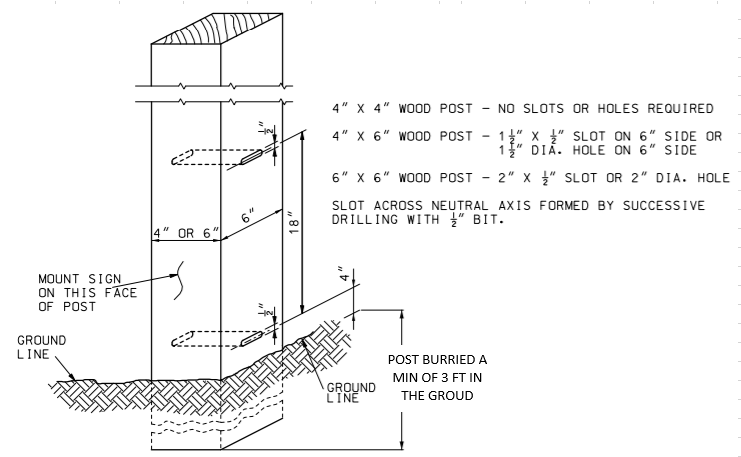 4" X 4" WOOD POST – NO SLOTS OR HOLES REQUIRED
4" X 6" WOOD POST – 1 1/2" X 1/2" SLOT ON 6" SIDE OR
1 1/2" DIA. HOLE ON 6" SIDE
6" X 6" WOOD POST – 2" X 1/2" SLOT OR 2" DIA. HOLE
SLOT ACROSS NEUTRAL AXIS FORMED BY SUCCESSIVE
DRILLING WITH 1/2" BIT.
1/2"
6"
18"
4" OR 6"
4"
MOUNT SIGN
ON THIS FACE
OF POST
1/2"
GROUND
LINE
GROUND
LINE
POST BURRIED A
MIN OF 3 FT IN
THE GROUD